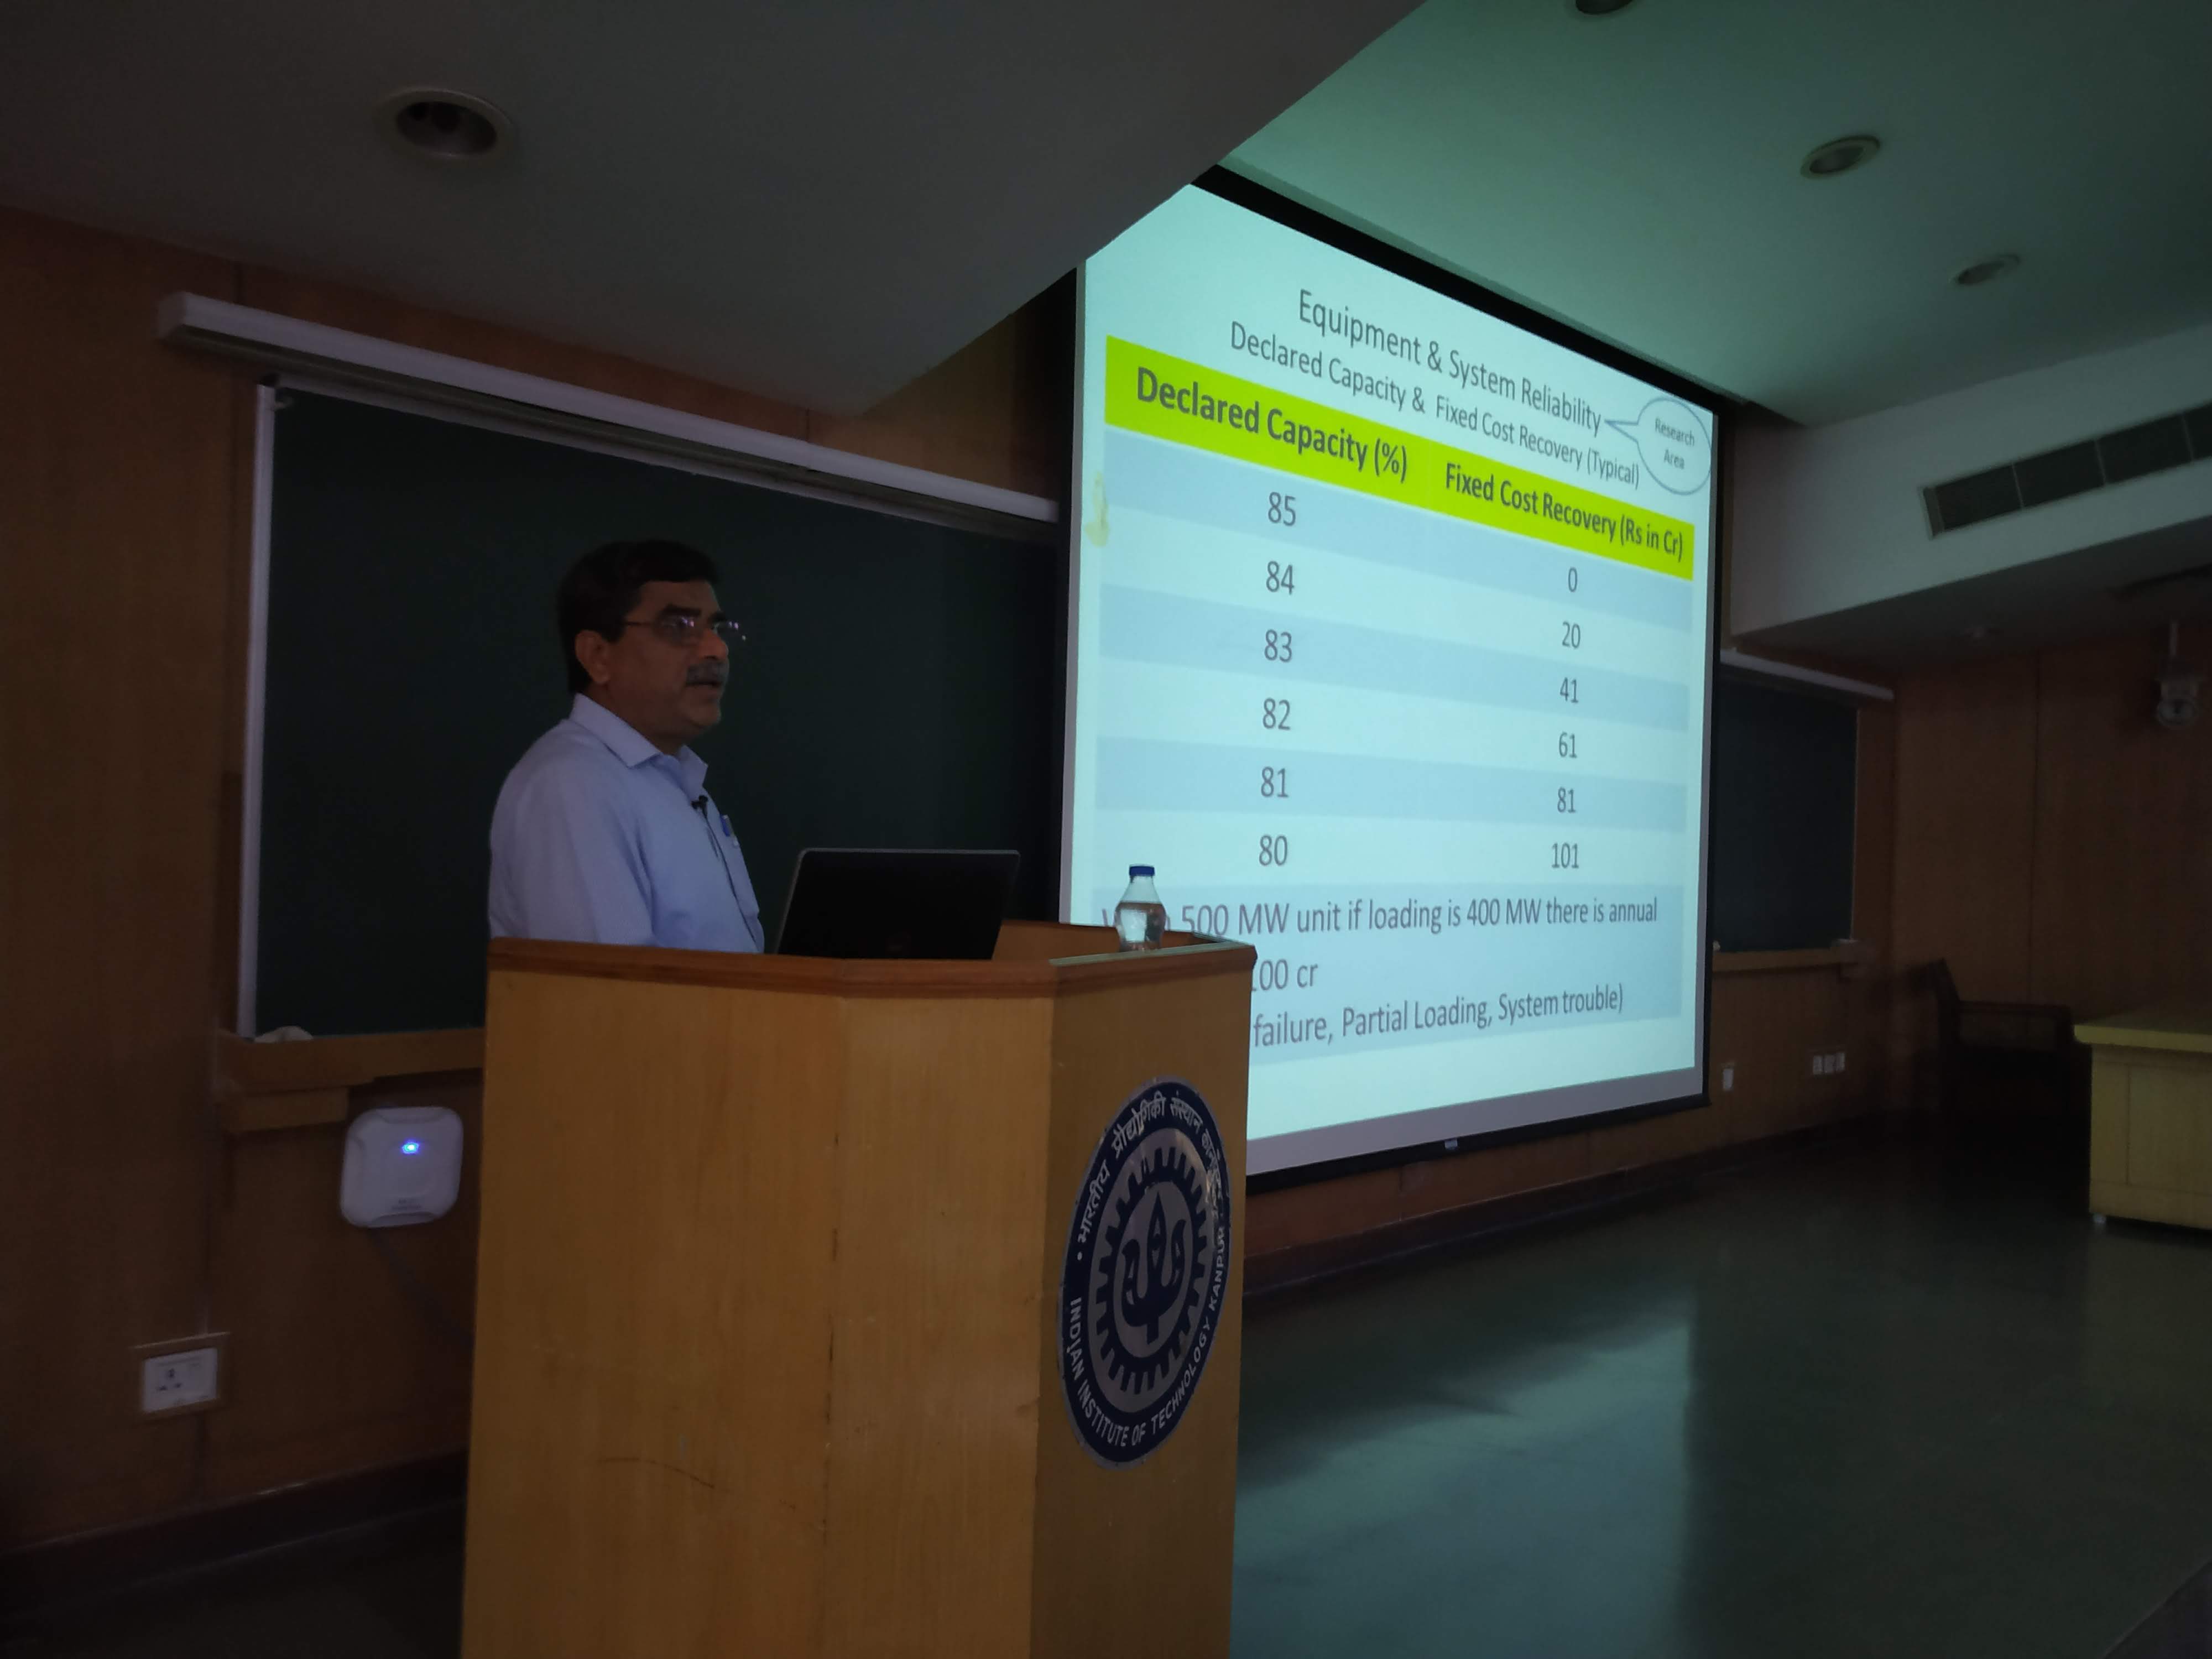 Equipment & System Reliability
Declared Capacity & Fixed Cost Recovery (Typical)
Research
Area
Declared Capacity (%) Fixed Cost Recovery (Rs in Cr)
85 0
84 20
83 41
82 61
81 81
80 101
500 MW unit if loading is 400 MW there is annual
00 cr
failure, Partial Loading, System trouble)
• भारतीय प्रौद्योगिकी संस्थान
INDIAN INSTITUTE OF TECHNOLOGY KANPUR